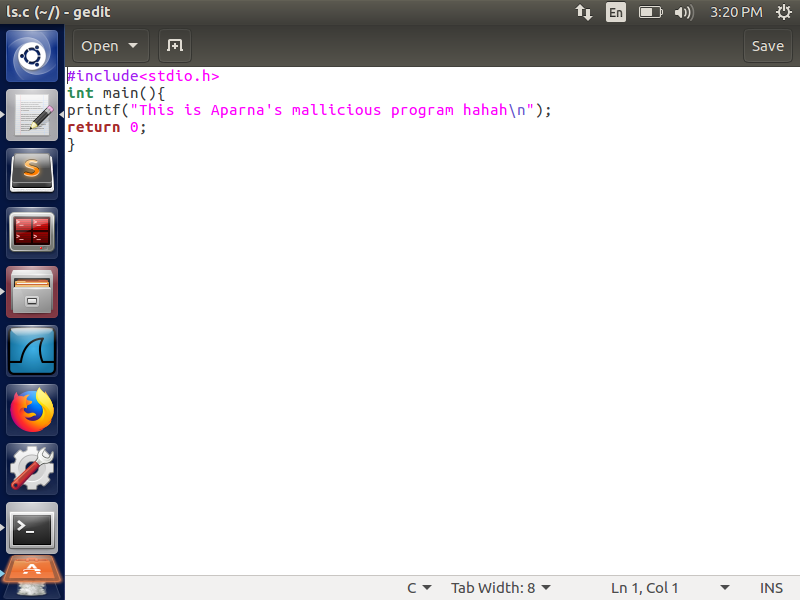 ls.c (~/) - gedit
En
3:20 PM
Open
Save
#include<stdio.h>
int main(){
printf("This is Aparna's mallicious program hahah\n");
return 0;
}
C
Tab Width: 8
Ln 1, Col 1
INS